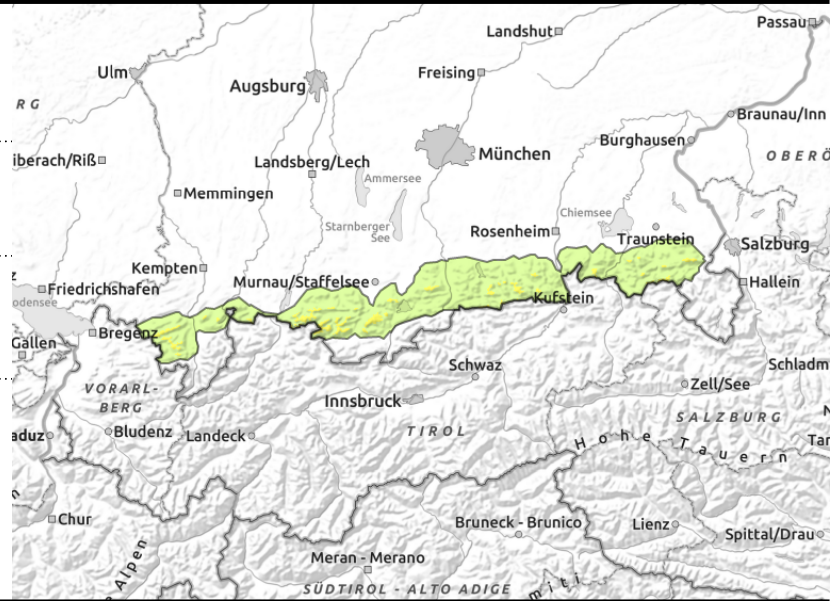 Passau
Landshut
Ulm
Freising
Augsburg
RG
Braunau/Inn
Burghausen
München
OBERÖ
iberach/Riß
Landsberg/Lech
Ammersee
Memmingen
Chiemsee
Starnberger
See
Rosenheim
Traunstein
Salzburg
Kempten
z
Murnau/Staffelsee
Hallein
Friedrichshafen
odensee
Kufstein
Bregenz
Gallen
Schwaz
Schladm
VORARL-
BERG
Zell/See
Innsbruck
SALZBURG
N
aduz
Bludenz
Landeck
TIROL
Hohe Tauern
Tar
n
Chur
Bruneck - Brunico
Lienz
Spittal/Drau
Meran - Merano
e Alpen
SÜDTIROL - ALTO ADIGE
miti